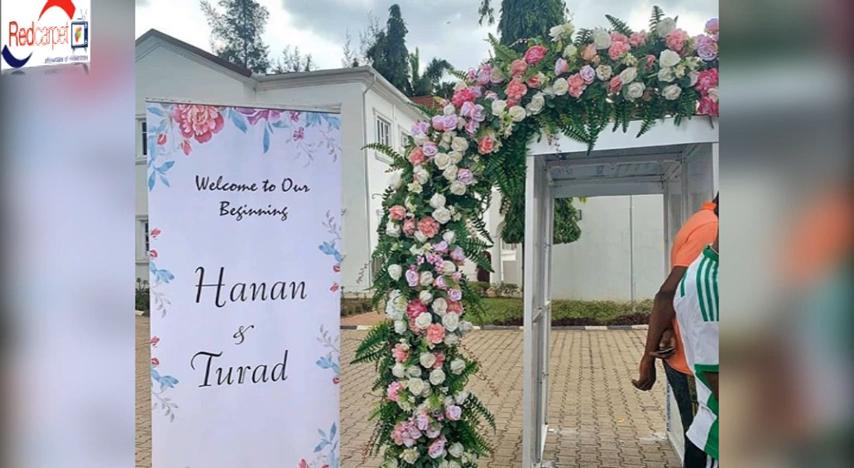 Redcarpet
Welcome to Our
Beginning
Hanan
&
Turad